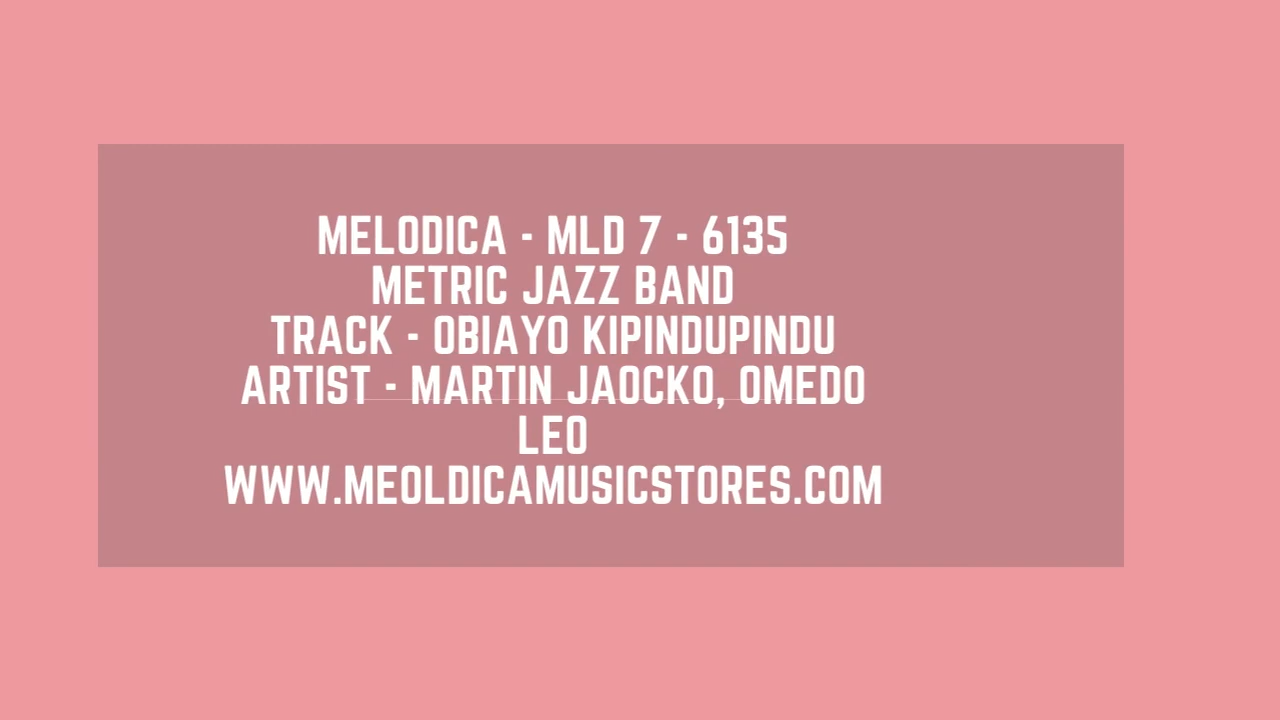 MELODICA - MLD 7 - 6135
METRIC JAZZ BAND
TRACK - OBIAYO KIPINDUPINDU
ARTIST - MARTIN JAOCKO, OMEDO
LEO
WWW.MEOLDICAMUSICSTORES.COM